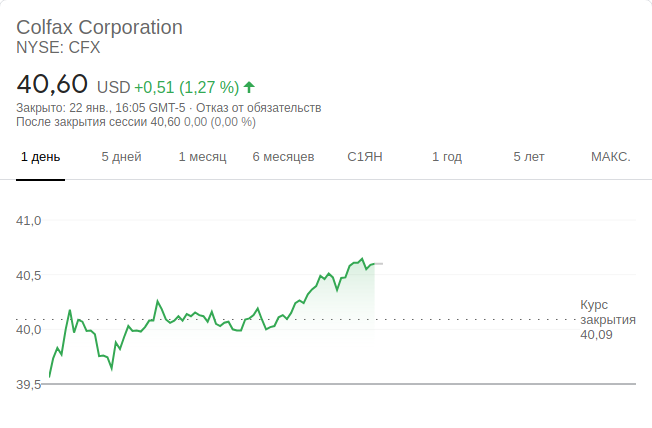 Colfax Corporation
NYSE: CFX
40,60 USD +0,51 (1,27 %)
Закрыто: 22 янв., 16:05 GMT-5 · Отказ от обязательств
После закрытия сессии 40,60 0,00 (0,00 %)
1 день 5 дней 1 месяц 6 месяцев С1ЯН 1 год 5 лет МАКС.
41,0
40,5
40,0
39,5
Курс
закрытия
40,09